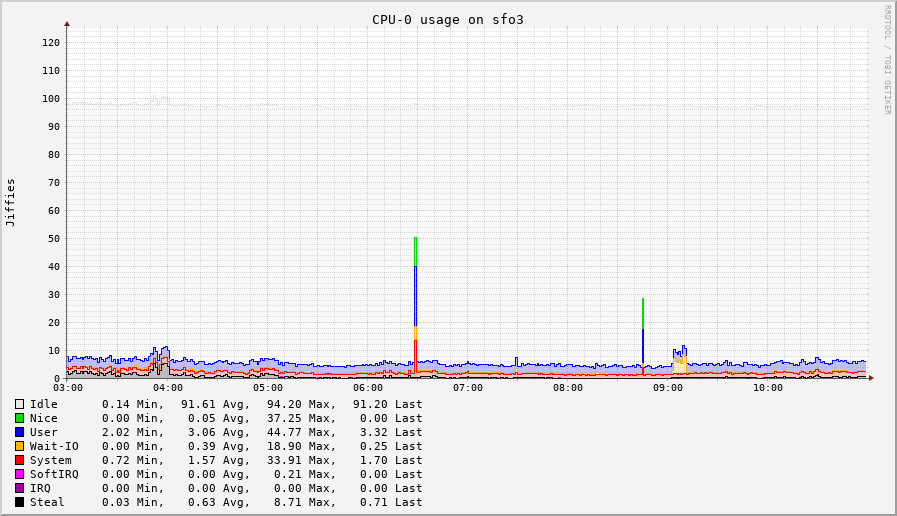 CPU-0 usage on sfo3
RRDTOOL / TOBI OETIKER
Jiffies
120
110
100
90
80
70
60
50
40
30
20
10
0
03:00 04:00 05:00 06:00 07:00 08:00 09:00 10:00
Idle 0.14 Min, 91.61 Avg, 94.20 Max, 91.20 Last
Nice 0.00 Min, 0.05 Avg, 37.25 Max, 0.00 Last
User 2.02 Min, 3.06 Avg, 44.77 Max, 3.32 Last
Wait-IO 0.00 Min, 0.39 Avg, 18.90 Max, 0.25 Last
System 0.72 Min, 1.57 Avg, 33.91 Max, 1.70 Last
SoftIRQ 0.00 Min, 0.00 Avg, 0.21 Max, 0.00 Last
IRQ 0.00 Min, 0.00 Avg, 0.00 Max, 0.00 Last
Steal 0.03 Min, 0.63 Avg, 8.71 Max, 0.71 Last